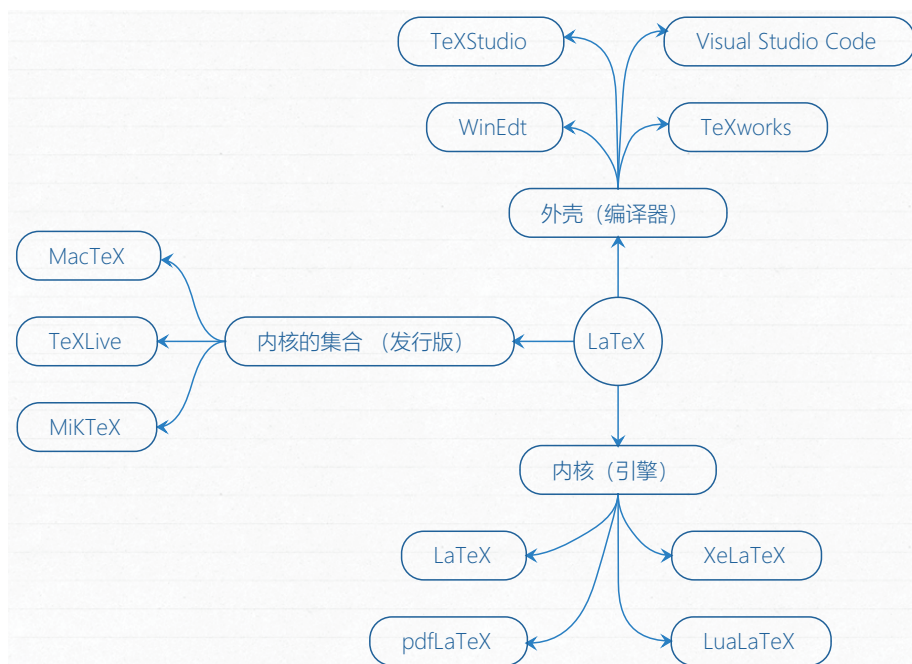 TeXStudio
Visual Studio Code
WinEdt
TeXworks
外壳（编译器）
MacTeX
TeXLive
内核的集合 （发行版）
LaTeX
MiKTeX
内核（引擎）
LaTeX
XeLaTeX
pdfLaTeX
LuaLaTeX